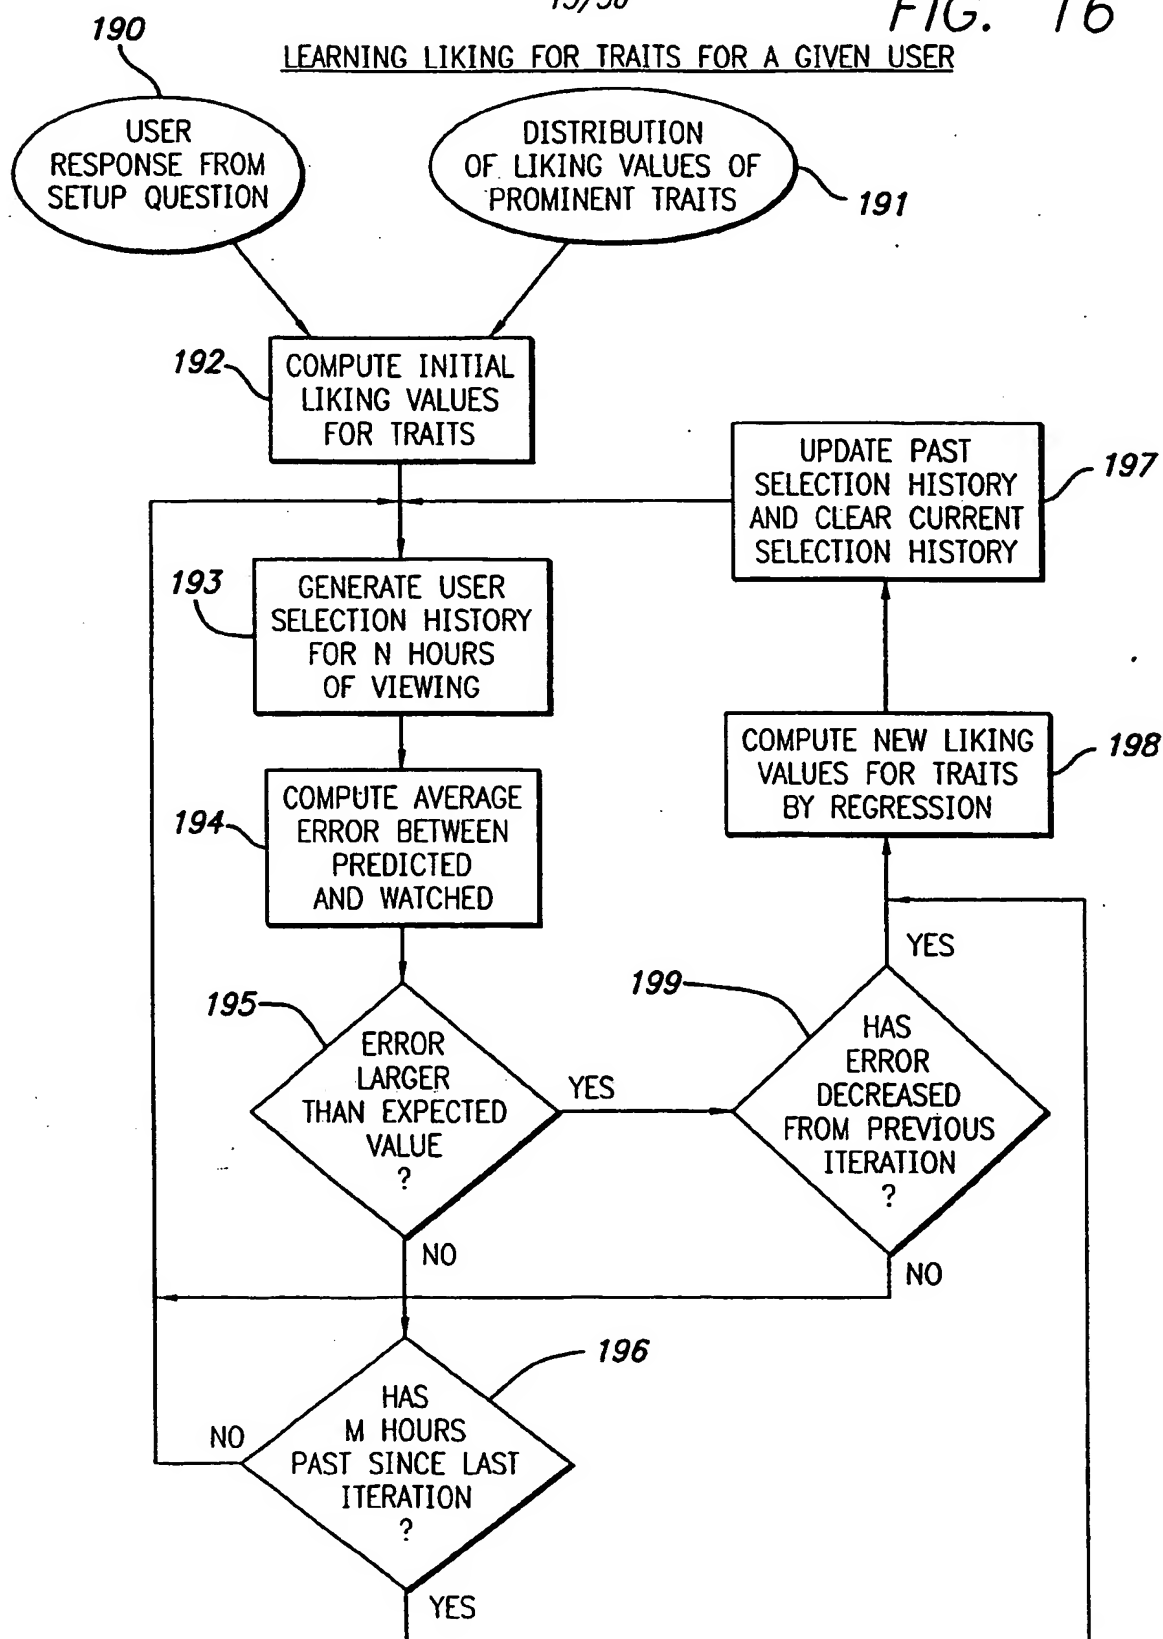 FIG. 16
LEARNING LIKING FOR TRAITS FOR A GIVEN USER
190
USER
RESPONSE FROM
SETUP QUESTION
DISTRIBUTION
OF LIKING VALUES OF
PROMINENT TRAITS
191
192
COMPUTE INITIAL
LIKING VALUES
FOR TRAITS
UPDATE PAST
SELECTION HISTORY
AND CLEAR CURRENT
SELECTION HISTORY
197
193
GENERATE USER
SELECTION HISTORY
FOR N HOURS
OF VIEWING
COMPUTE NEW LIKING
VALUES FOR TRAITS
BY REGRESSION
198
194
COMPUTE AVERAGE
ERROR BETWEEN
PREDICTED
AND WATCHED
YES
195
ERROR
LARGER
THAN EXPECTED
VALUE
?
YES
199
HAS
ERROR
DECREASED
FROM PREVIOUS
ITERATION
?
NO
NO
196
HAS
M HOURS
PAST SINCE LAST
ITERATION
?
NO
YES